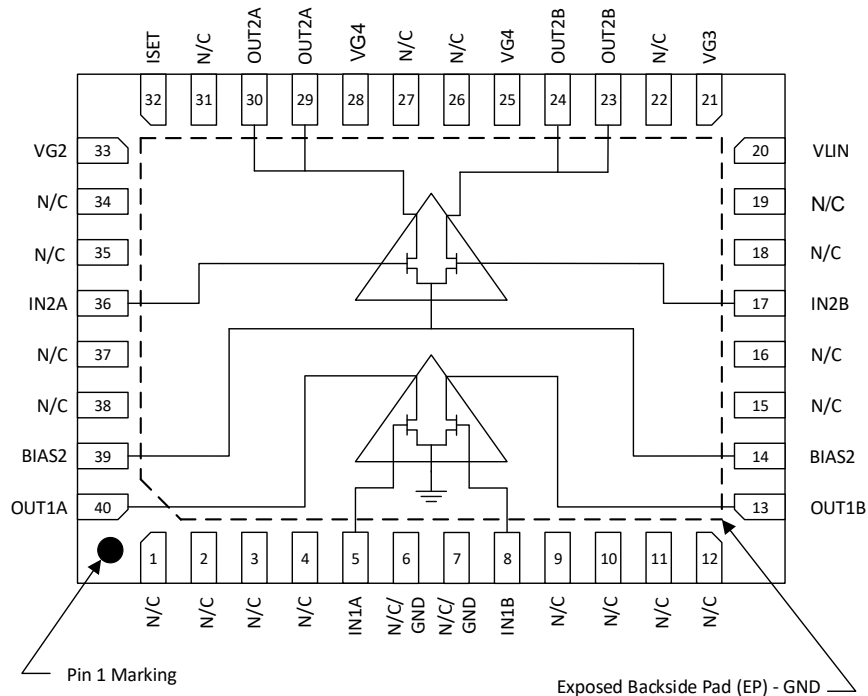 ISET
N/C
OUT2A
OUT2A
VG4
N/C
N/C
VG4
OUT2B
OUT2B
N/C
VG3
32 31 30 29 28 27 26 25 24 23 22 21
VG2 33 20 VLIN
N/C 34 19 N/C
N/C 35 18 N/C
IN2A 36 17 IN2B
N/C 37 16 N/C
N/C 38 15 N/C
BIAS2 39 14 BIAS2
OUT1A 40 13 OUT1B
1 2 3 4 5 6 7 8 9 10 11 12
N/C
N/C
N/C
N/C
IN1A
N/C/
GND
N/C/
GND
IN1B
N/C
N/C
N/C
N/C
Pin 1 Marking
Exposed Backside Pad (EP) - GND